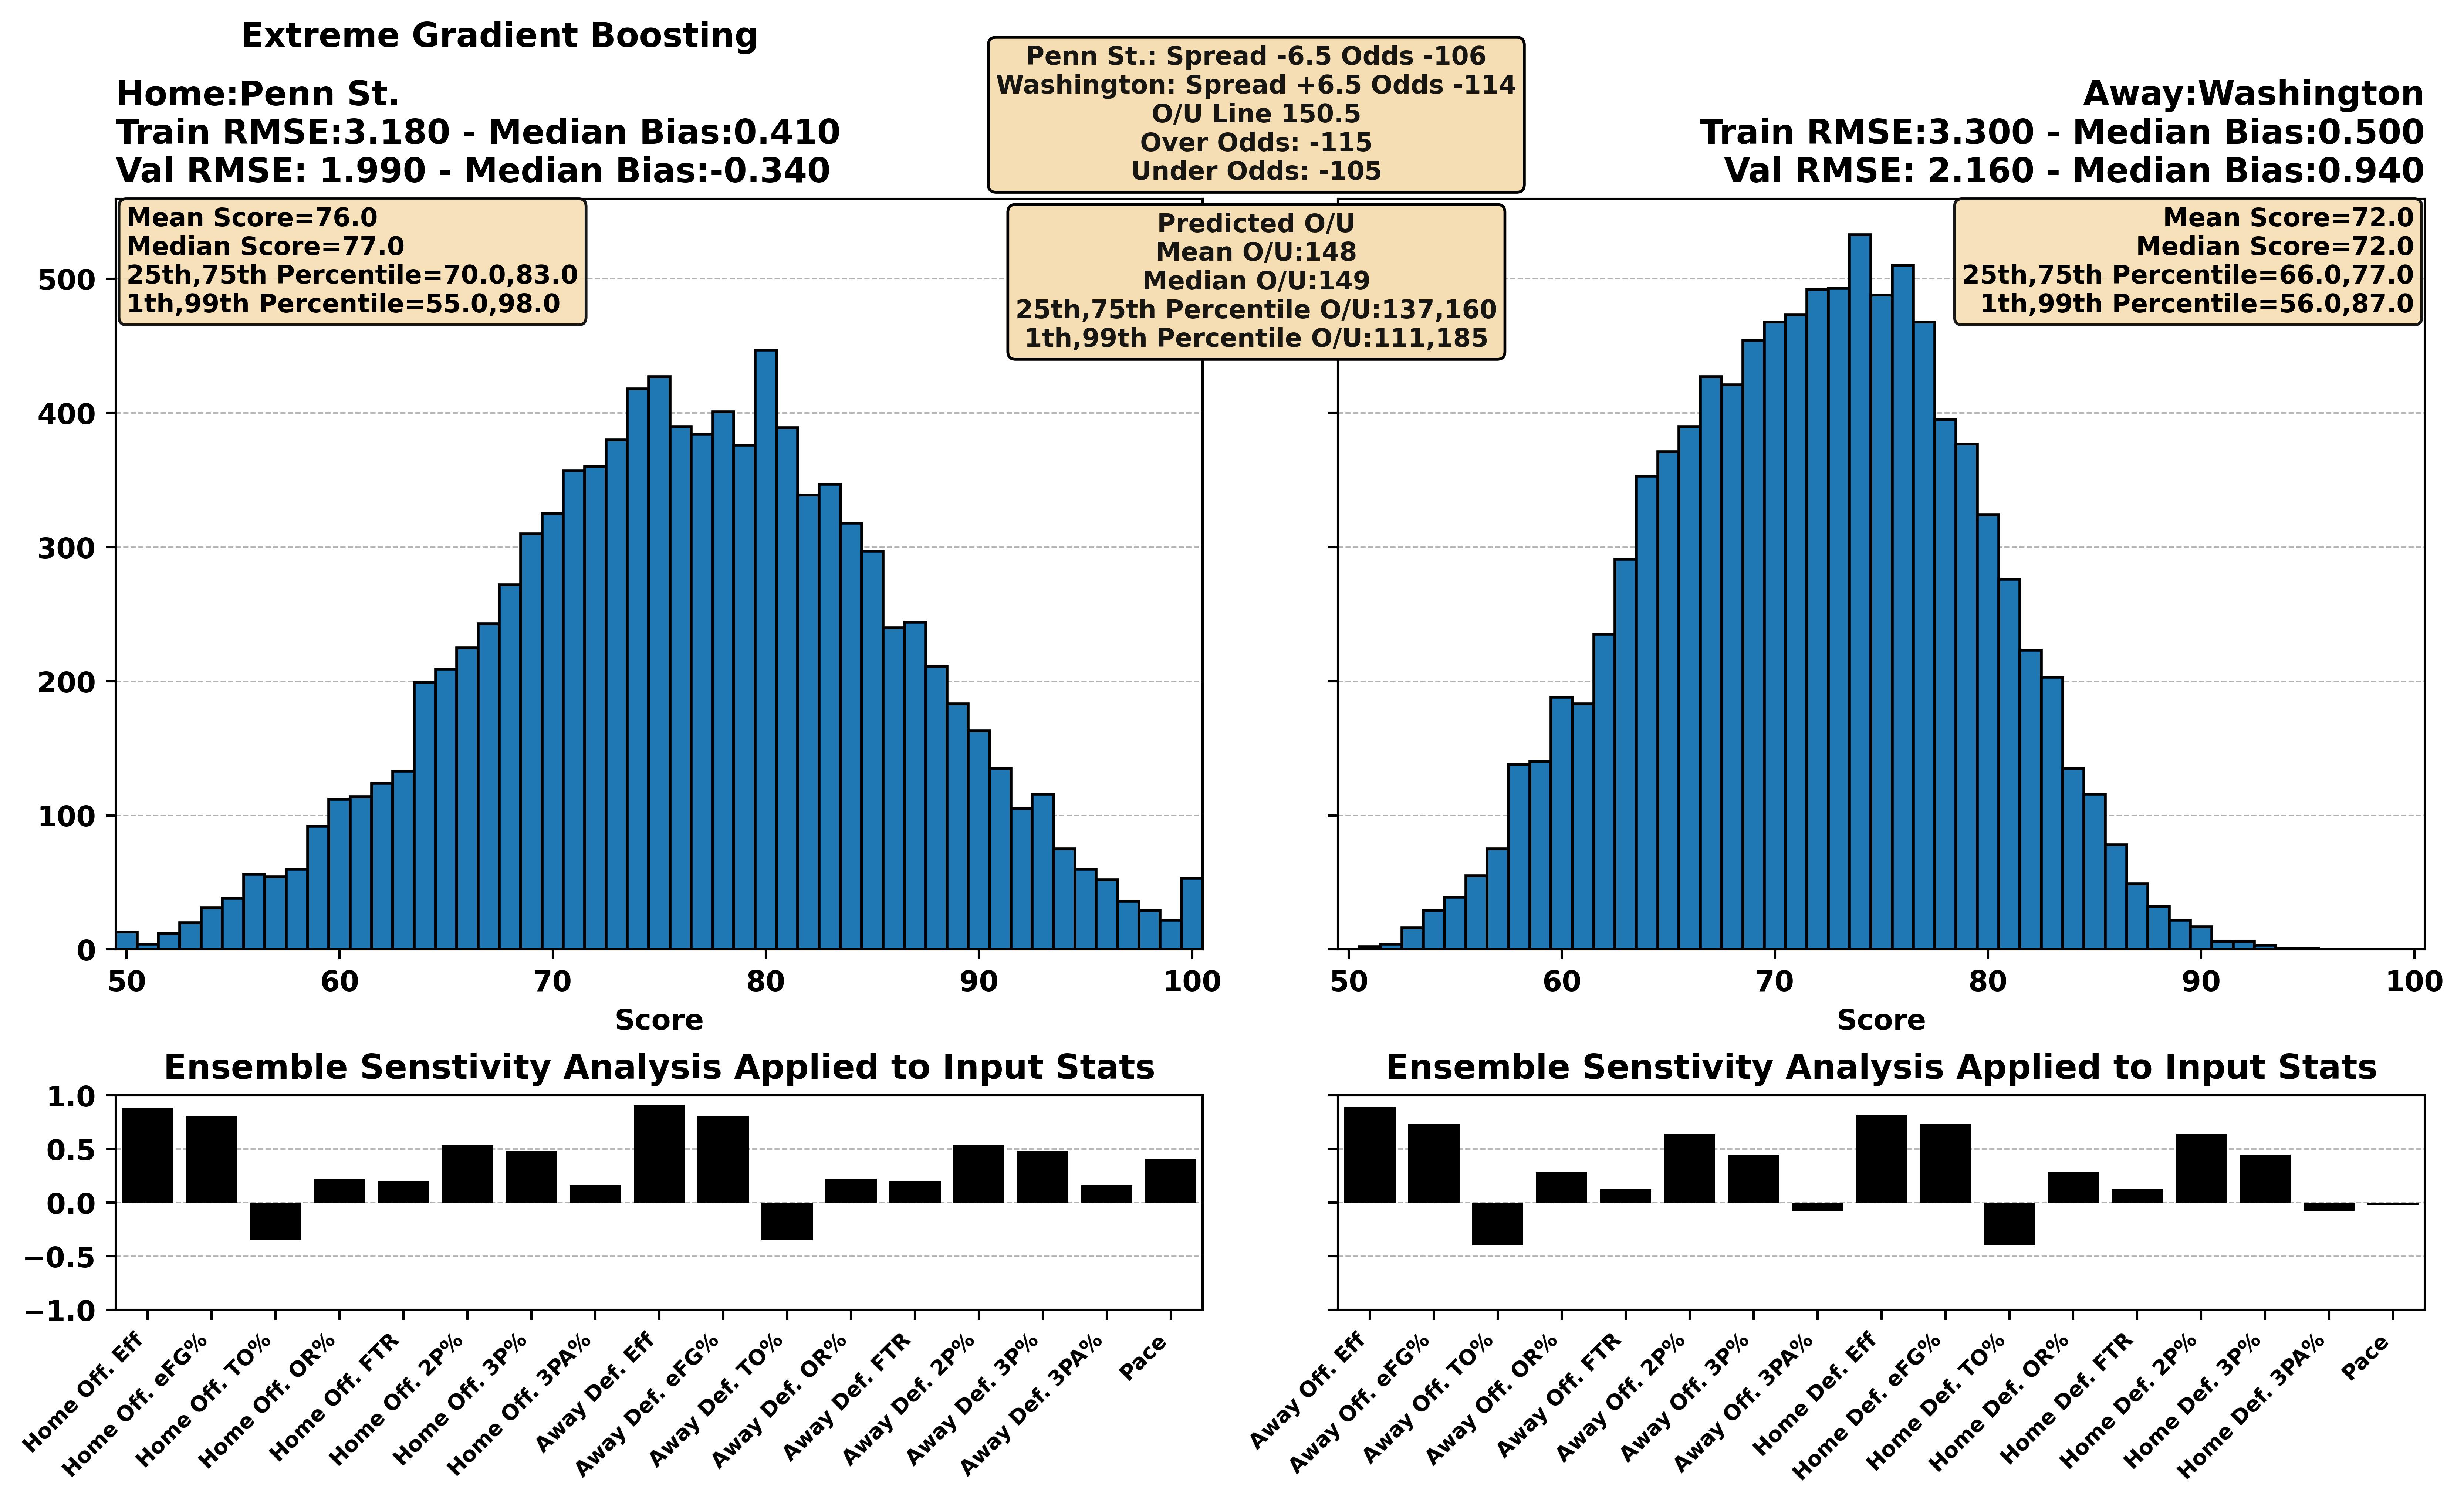 Extreme Gradient Boosting
Home:Penn St.
Train RMSE:3.180 - Median Bias:0.410
Val RMSE: 1.990 - Median Bias:-0.340
Penn St.: Spread -6.5 Odds -106
Washington: Spread +6.5 Odds -114
O/U Line 150.5
Over Odds: -115
Under Odds: -105
Away:Washington
Train RMSE:3.300 - Median Bias:0.500
Val RMSE: 2.160 - Median Bias:0.940
Mean Score=76.0
Median Score=77.0
25th,75th Percentile=70.0,83.0
1th,99th Percentile=55.0,98.0
Predicted O/U
Mean O/U:148
Median O/U:149
25th,75th Percentile O/U:137,160
1th,99th Percentile O/U:111,185
Mean Score=72.0
Median Score=72.0
25th,75th Percentile=66.0,77.0
1th,99th Percentile=56.0,87.0
500
400
300
200
100
0
50 60 70 80 90 100
Score
50 60 70 80 90 100
Score
Ensemble Senstivity Analysis Applied to Input Stats
1.0
0.5
0.0
−0.5
−1.0
Home Off. Eff
Home Off. eFG%
Home Off. TO%
Home Off. OR%
Home Off. FTR
Home Off. 2P%
Home Off. 3P%
Home Off. 3PA%
Away Def. Eff
Away Def. eFG%
Away Def. TO%
Away Def. OR%
Away Def. FTR
Away Def. 2P%
Away Def. 3P%
Away Def. 3PA%
Pace
Ensemble Senstivity Analysis Applied to Input Stats
Away Off. Eff
Away Off. eFG%
Away Off. TO%
Away Off. OR%
Away Off. FTR
Away Off. 2P%
Away Off. 3P%
Away Off. 3PA%
Home Def. Eff
Home Def. eFG%
Home Def. TO%
Home Def. OR%
Home Def. FTR
Home Def. 2P%
Home Def. 3P%
Home Def. 3PA%
Pace